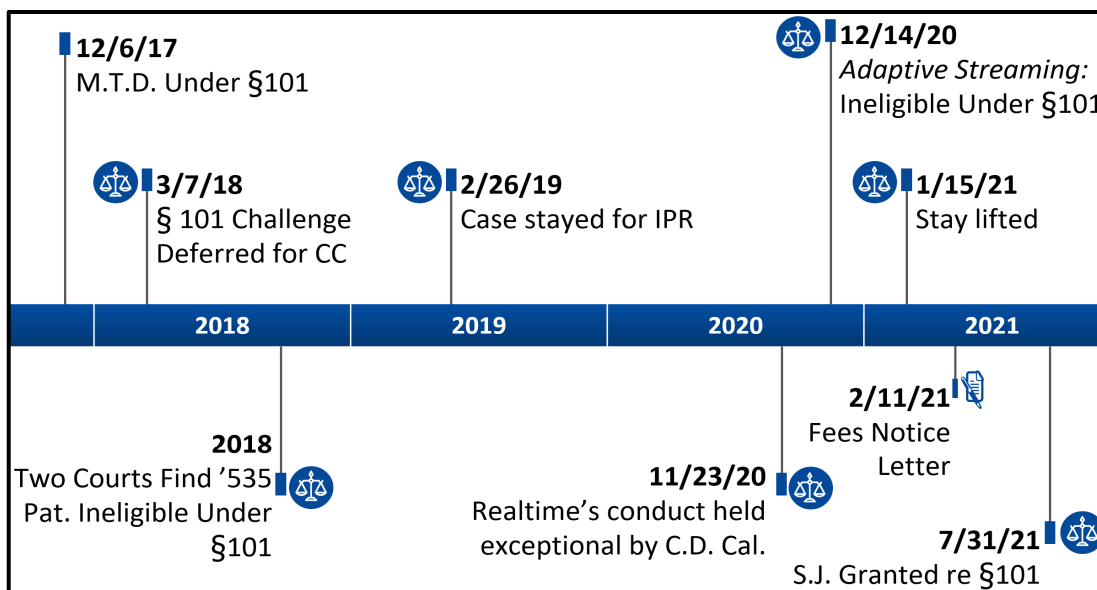 12/6/17
M.T.D. Under §101
12/14/20
Adaptive Streaming:
Ineligible Under §101
3/7/18
§ 101 Challenge
Deferred for CC
2/26/19
Case stayed for IPR
1/15/21
Stay lifted
2018
2019
2020
2021
2018
Two Courts Find ’535
Pat. Ineligible Under
§101
11/23/20
Realtime’s conduct held
exceptional by C.D. Cal.
2/11/21
Fees Notice
Letter
7/31/21
S.J. Granted re §101